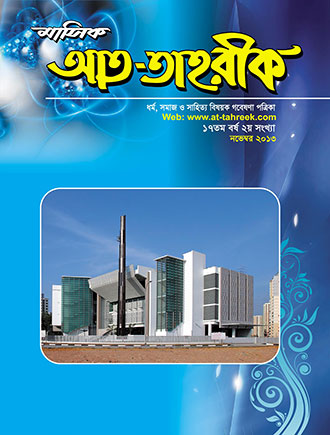 মাসিক
আত-তাহরীক
ধর্ম, সমাজ ও সাহিত্য বিষয়ক গবেষণা পত্রিকা
Web: www.at-tahreek.com
১৭তম বর্ষ ২য় সংখ্যা
নভেম্বর ২০১৩